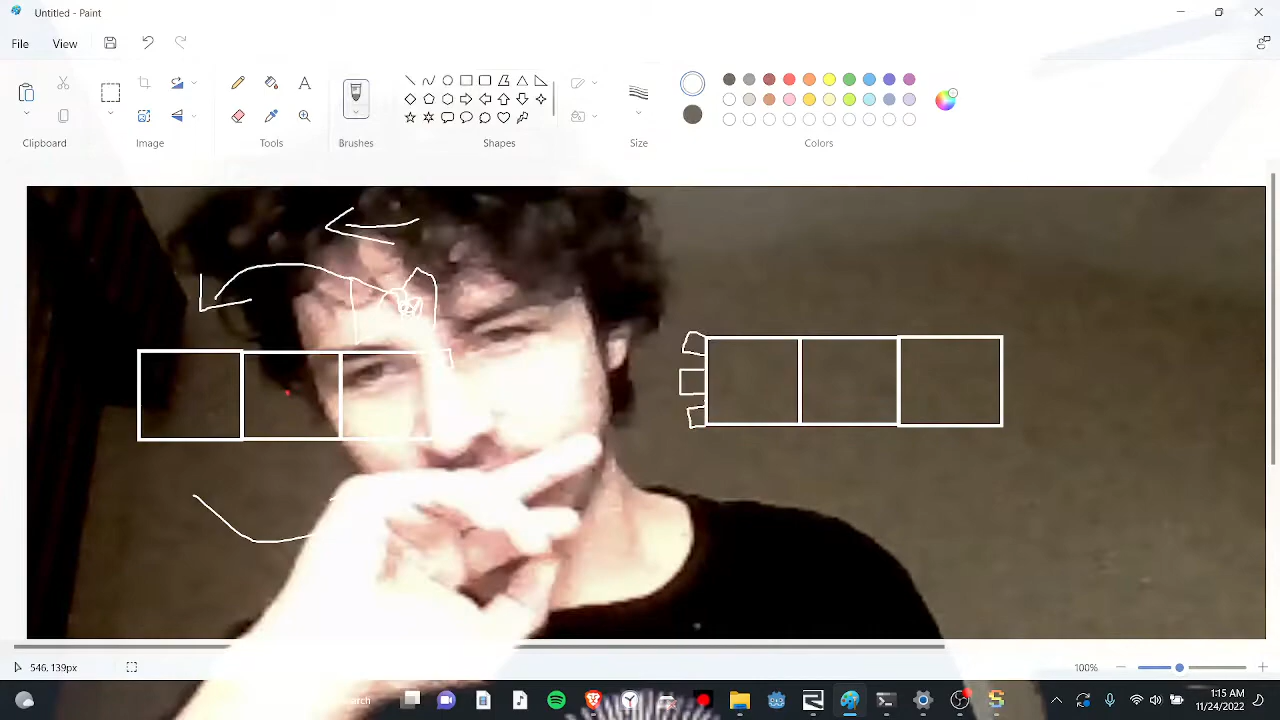 Untitled - Paint
File View
Clipboard Image Tools Brushes Shapes Size Colors
546, 139px 100%
arch 1:15 AM
11/24/2022